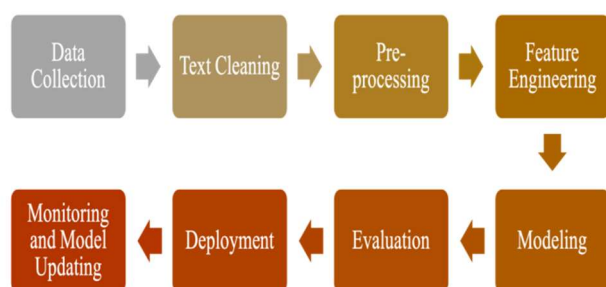 Data
Collection
Text Cleaning
Pre-
processing
Feature
Engineering
Modeling
Evaluation
Deployment
Monitoring
and Model
Updating